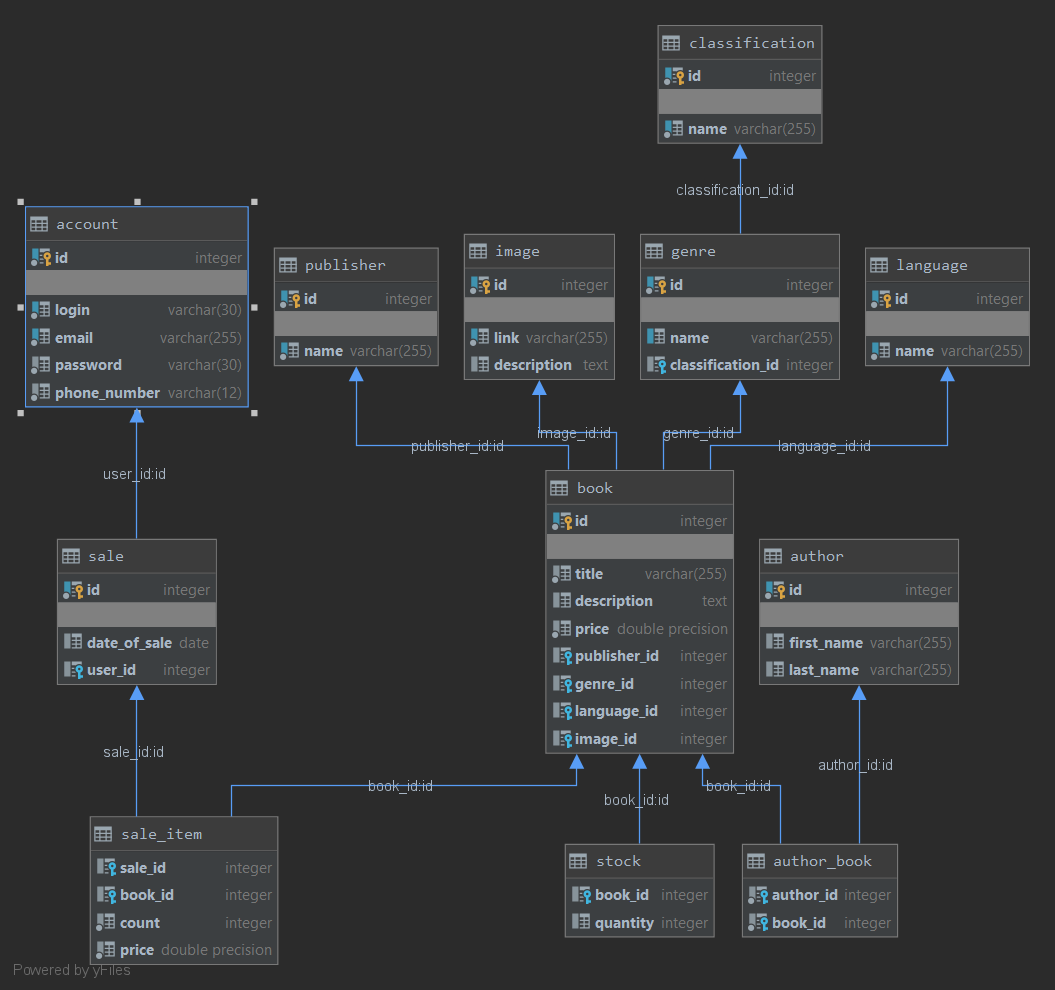 classification
id integer
name varchar(255)
classification_id:id
account
id integer
login varchar(30)
email varchar(255)
password varchar(30)
phone_number varchar(12)
publisher
id integer
name varchar(255)
image
id integer
link varchar(255)
description text
genre
id integer
name varchar(255)
classification_id integer
language
id integer
name varchar(255)
user_id:id
publisher_id:id
image_id:id
genre_id:id
language_id:id
book
id integer
title varchar(255)
description text
price double precision
publisher_id integer
genre_id integer
language_id integer
image_id integer
sale
id integer
date_of_sale date
user_id integer
author
id integer
first_name varchar(255)
last_name varchar(255)
sale_id:id
book_id:id
book_id:id
book_id:id
author_id:id
sale_item
sale_id integer
book_id integer
count integer
price double precision
stock
book_id integer
quantity integer
author_book
author_id integer
book_id integer
Powered by yFiles